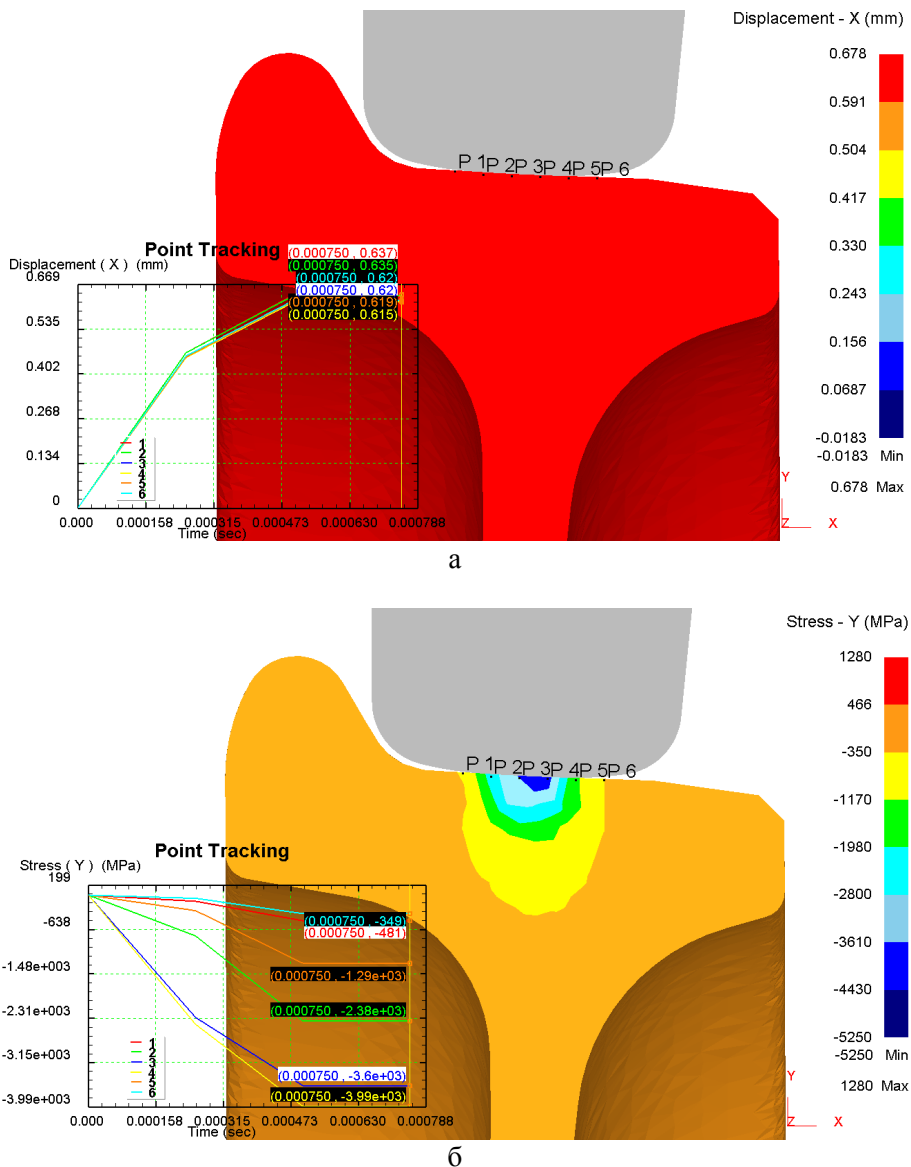 Displacement - X (mm)
0.678
0.591
0.504
0.417
0.330
0.243
0.156
0.0687
-0.0183
-0.0183 Min
0.678 Max
P 1P 2P 3P 4P 5P 6
Point Tracking
Displacement ( X ) (mm)
0.669
0.535
0.402
0.268
0.134
0
(0.000750 , 0.637)
(0.000750 , 0.635)
(0.000750 , 0.62)
(0.000750 , 0.62)
(0.000750 , 0.619)
(0.000750 , 0.615)
1
2
3
4
5
6
0.000 0.000158 0.000315 0.000473 0.000630 0.000788
Time (sec)
Y
Z X
а
Stress - Y (MPa)
1280
466
-350
-1170
-1980
-2800
-3610
-4430
-5250
-5250 Min
1280 Max
P 1P 2P 3P 4P 5P 6
Point Tracking
Stress ( Y ) (MPa)
199
-638
-1.48e+003
-2.31e+003
-3.15e+003
-3.99e+003
(0.000750 , -349)
(0.000750 , -481)
(0.000750 , -1.29e+03)
(0.000750 , -2.38e+03)
(0.000750 , -3.6e+03)
(0.000750 , -3.99e+03)
1
2
3
4
5
6
0.000 0.000158 0.000315 0.000473 0.000630 0.000788
Time (sec)
Y
Z X
б